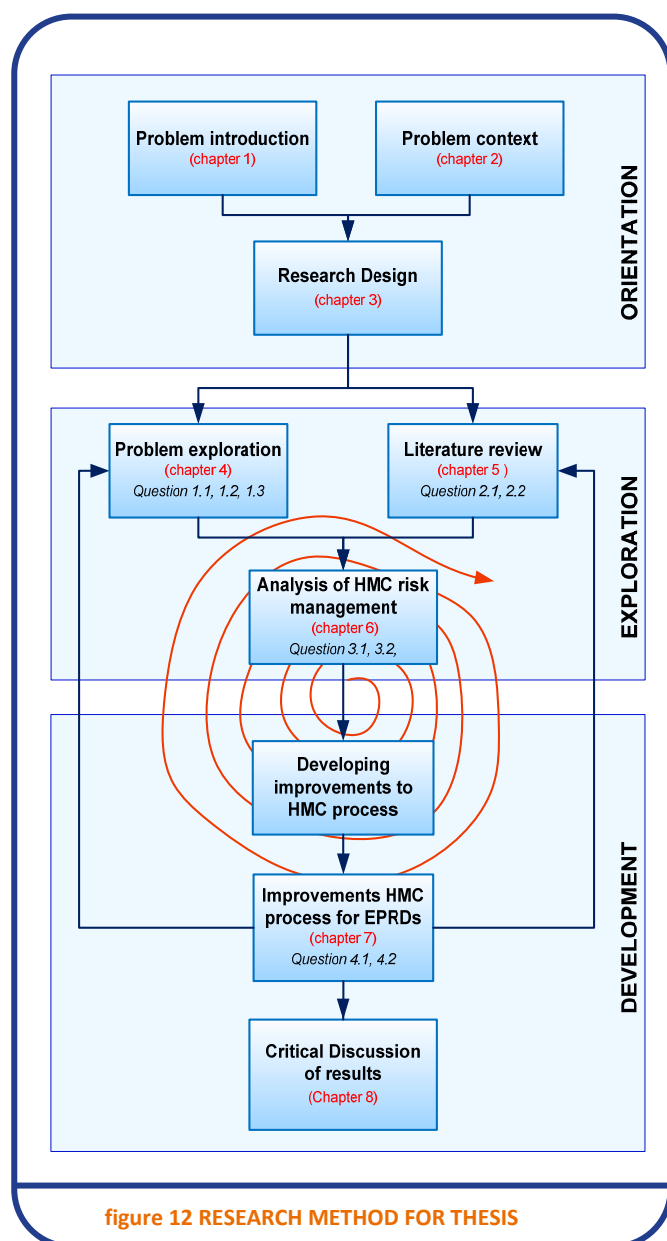 Problem introduction
(chapter 1)
Problem context
(chapter 2)
Research Design
(chapter 3)
ORIENTATION
Problem exploration
(chapter 4)
Question 1.1, 1.2, 1.3
Literature review
(chapter 5 )
Question 2.1, 2.2
Analysis of HMC risk
management
(chapter 6)
Question 3.1, 3.2,
EXPLORATION
Developing
improvements to
HMC process
Improvements HMC
process for EPRDs
(chapter 7)
Question 4.1, 4.2
Critical Discussion
of results
(Chapter 8)
DEVELOPMENT
figure 12 RESEARCH METHOD FOR THESIS